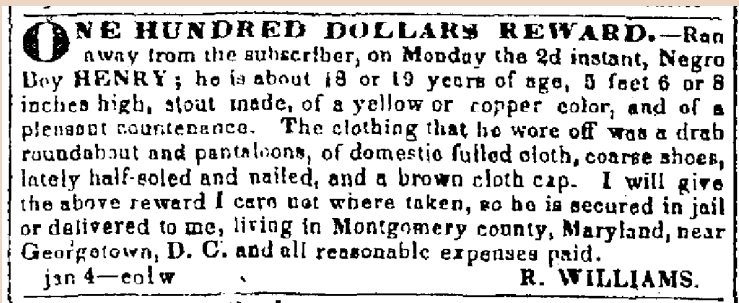 ONE HUNDRED DOLLARS REWARD.—Ran
away from the subscriber, on Monday the 2d instant, Negro
Boy HENRY; he is about 18 or 19 years of age, 5 feet 6 or 8
inches high, stout made, of a yellow or copper color, and of a
pleasant countenance. The clothing that he wore off was a drab
roundabout and pantaloons, of domestic fulled cloth, coarse shoes,
lately half-soled and nailed, and a brown cloth cap. I will give
the above reward I care not where taken, so he is secured in jail
or delivered to me, living in Montgomery county, Maryland, near
Georgetown, D. C. and all reasonable expenses paid.
jan 4—eo1w R. WILLIAMS.